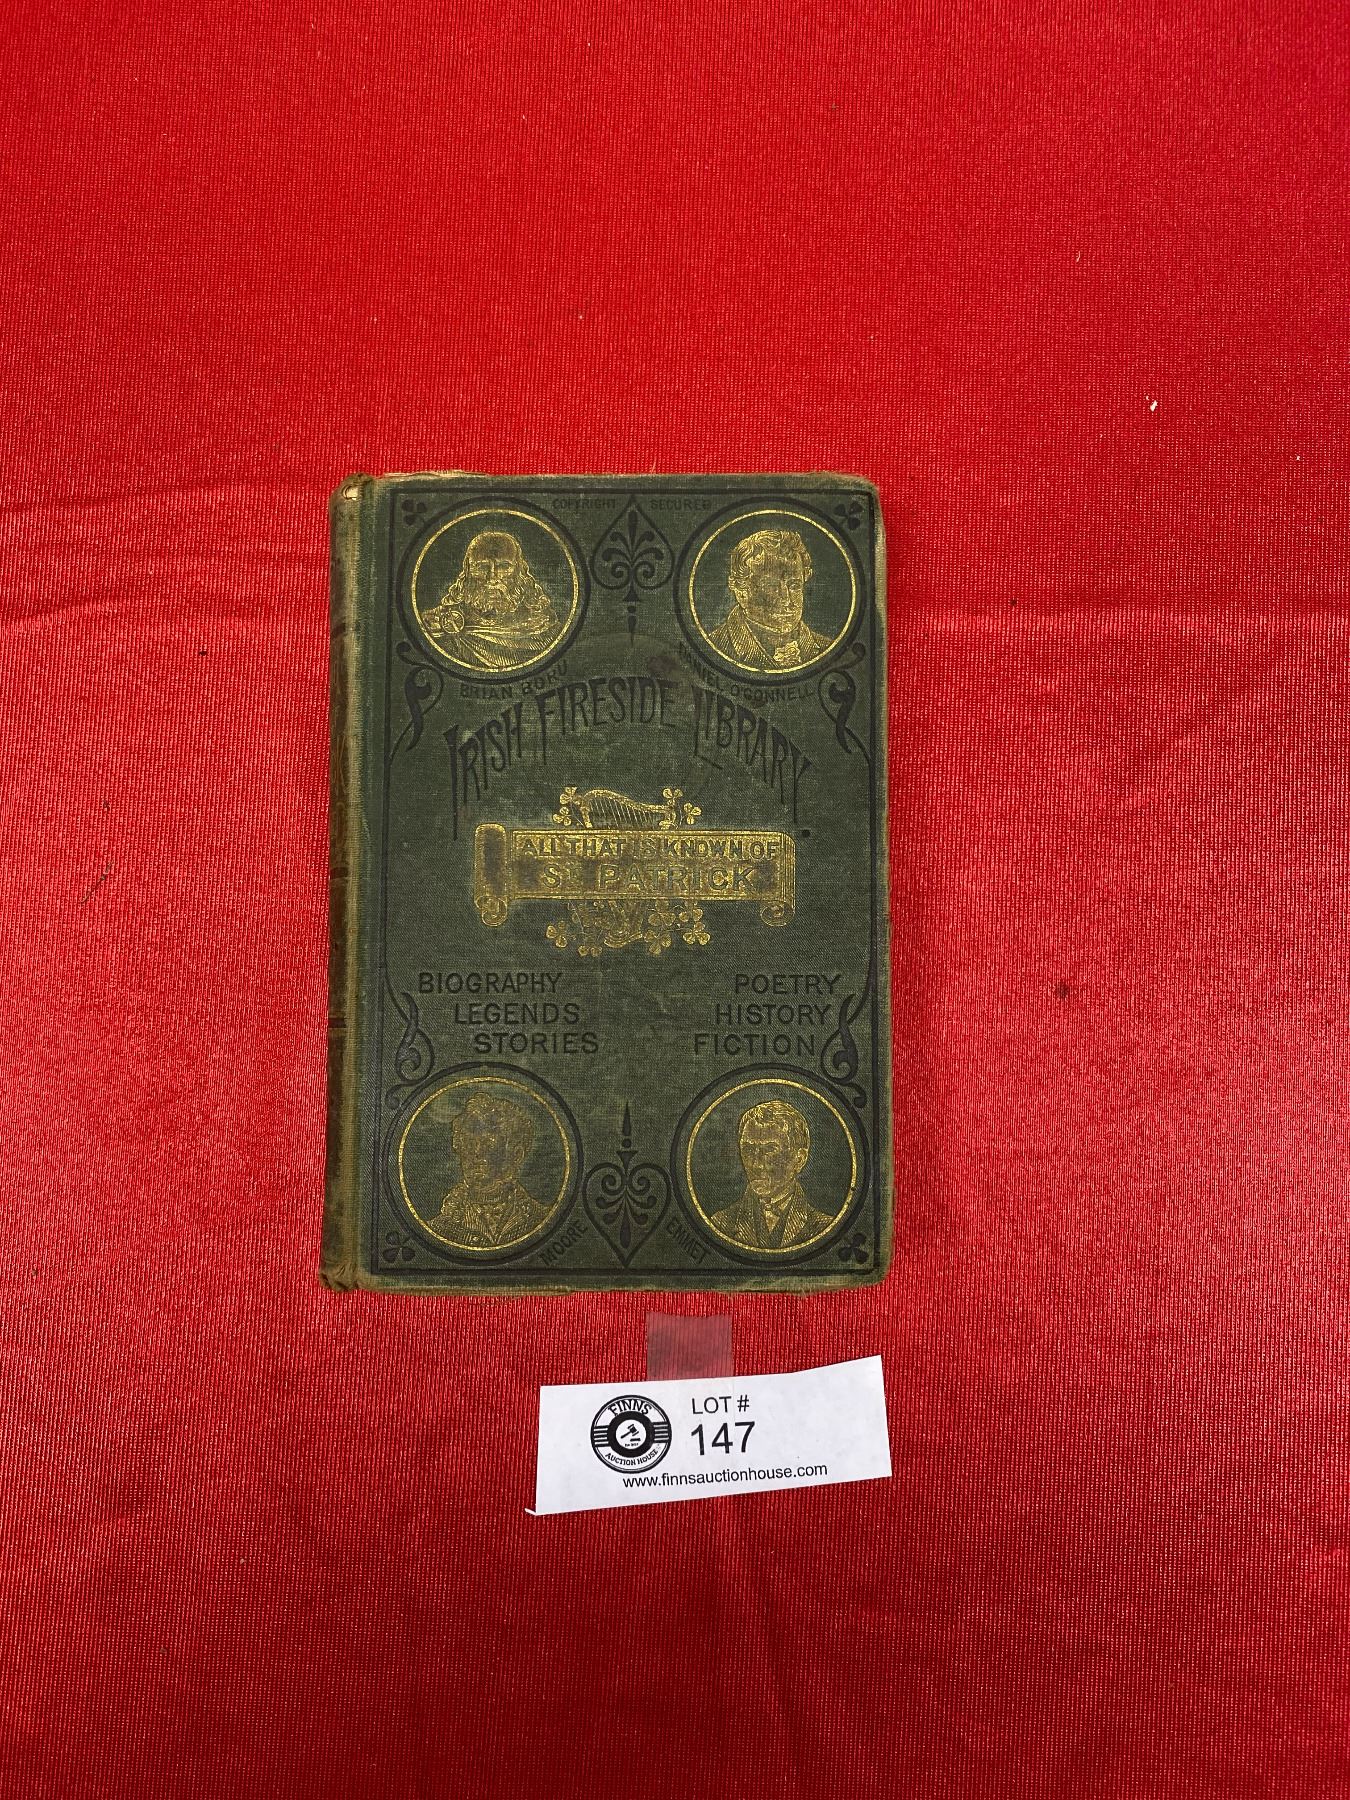 COPYRIGHT SECURED
BRIAN BORU
DANIEL O'CONNELL
IRISH FIRESIDE LIBRARY.
ALL THAT IS KNOWN OF
ST PATRICK
BIOGRAPHY
LEGENDS
STORIES
POETRY
HISTORY
FICTION
MOORE
EMMET
FINNS
AUCTION HOUSE
LOT #
147
www.finnsauctionhouse.com